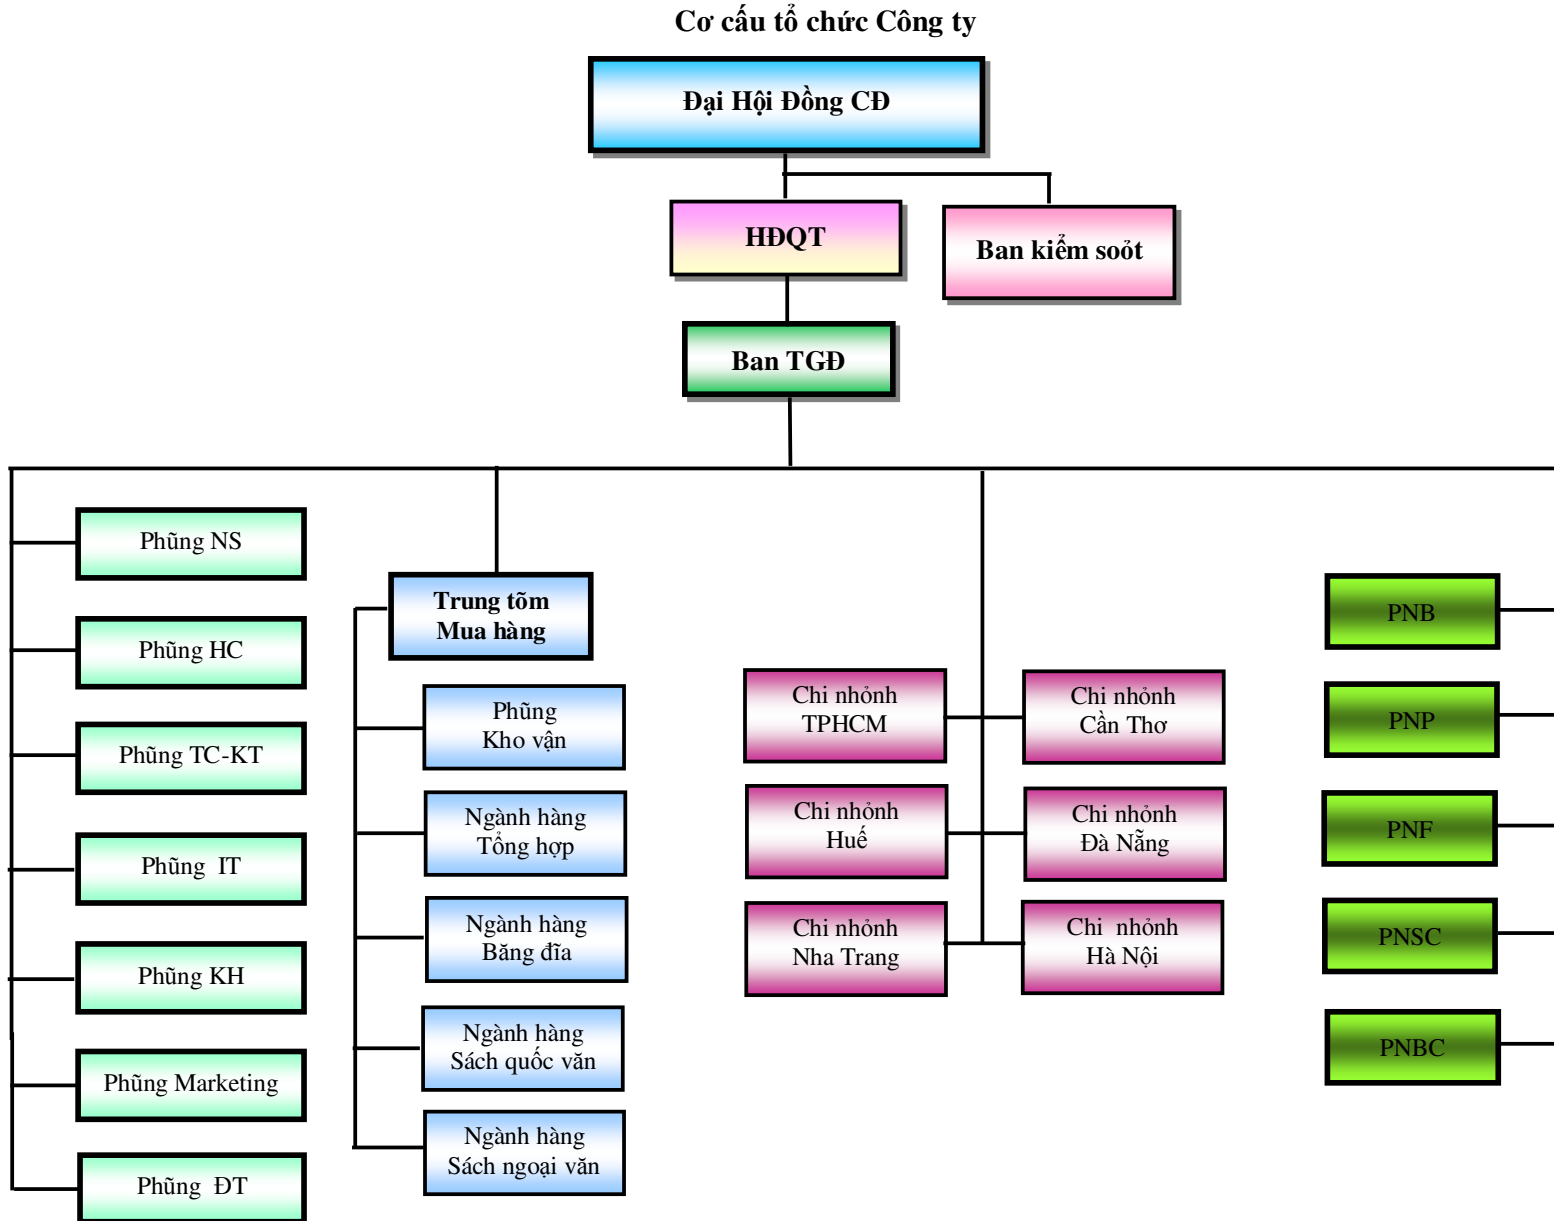 Cơ cấu tổ chức Công ty
Đại Hội Đồng CĐ
HĐQT
Ban kiểm soỏt
Ban TGĐ
Phũng NS
Phũng HC
Phũng TC-KT
Phũng IT
Phũng KH
Phũng Marketing
Phũng ĐT
Trung tõm
Mua hàng
Phũng
Kho vận
Ngành hàng
Tổng hợp
Ngành hàng
Băng đĩa
Ngành hàng
Sách quốc văn
Ngành hàng
Sách ngoại văn
Chi nhỏnh
TPHCM
Chi nhỏnh
Cần Thơ
Chi nhỏnh
Huế
Chi nhỏnh
Đà Nẵng
Chi nhỏnh
Nha Trang
Chi nhỏnh
Hà Nội
PNB
PNP
PNF
PNSC
PNBC